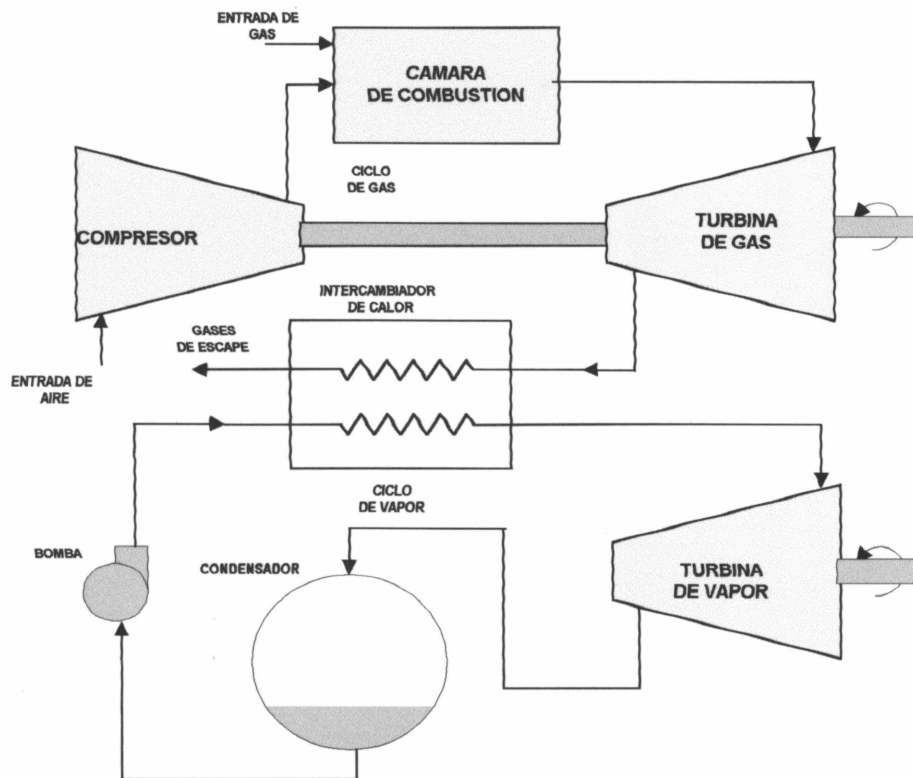 ENTRADA DE
GAS
CAMARA
DE COMBUSTION
CICLO
DE GAS
COMPRESOR
TURBINA
DE GAS
INTERCAMBIADOR
DE CALOR
GASES
DE ESCAPE
ENTRADA DE
AIRE
CICLO
DE VAPOR
BOMBA
CONDENSADOR
TURBINA
DE VAPOR